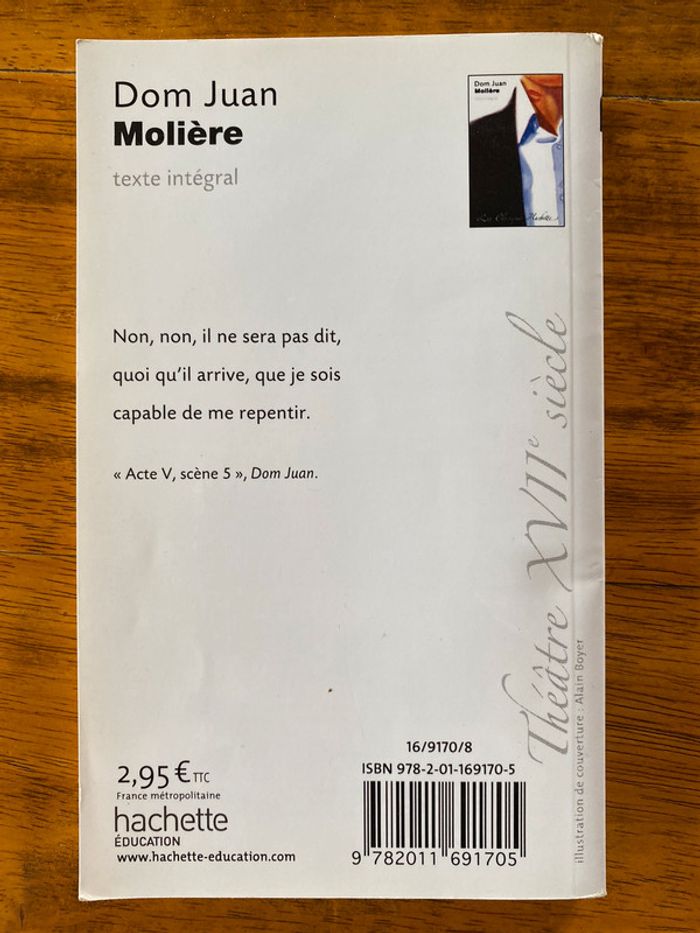 Dom Juan
Molière
texte intégral
Dom Juan
Molière
Non, non, il ne sera pas dit,
quoi qu'il arrive, que je sois
capable de me repentir.
« Acte V, scène 5 », Dom Juan.
Théâtre XVIIe siècle
illustration de couverture : Alain Boyer
16/9170/8
ISBN 978-2-01-169170-5
9 782011 691705
2,95 € TTC
France métropolitaine
hachette
ÉDUCATION
www.hachette-education.com